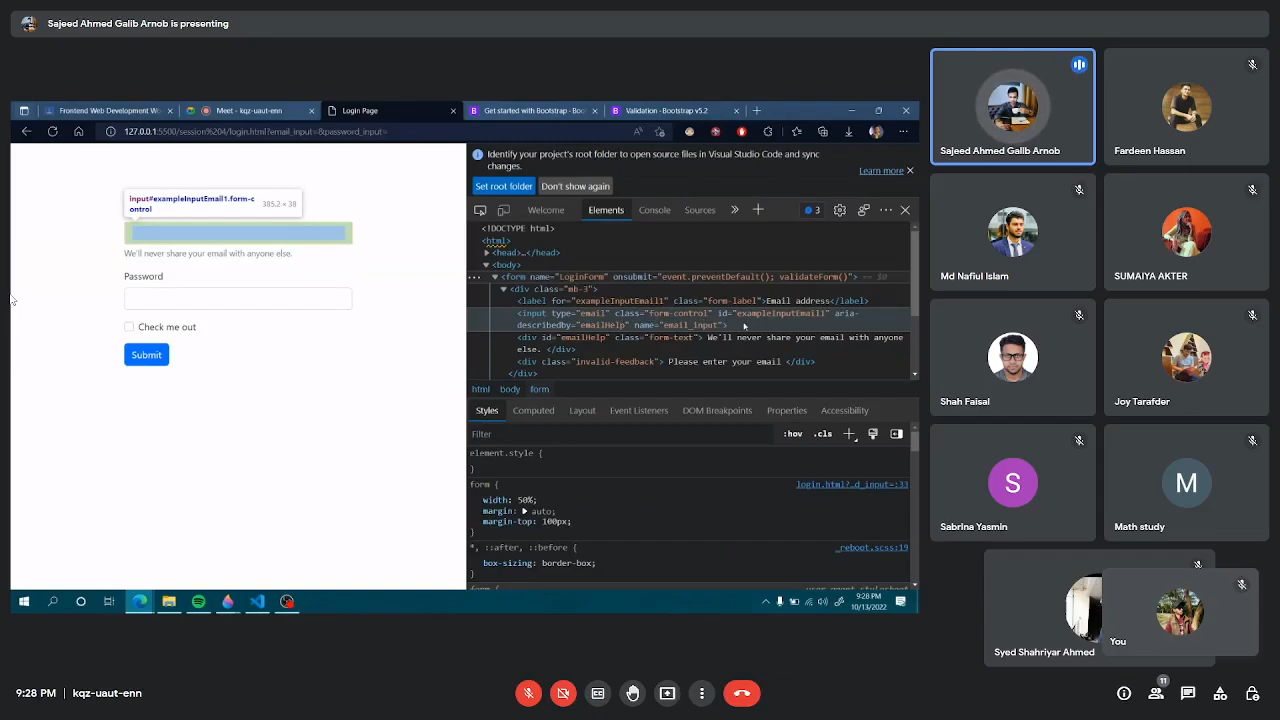 Sajeed Ahmed Galib Arnob is presenting
Frontend Web Development Wo
Meet - kqz-uaut-enn
Login Page
Get started with Bootstrap · Boo
Validation · Bootstrap v5.2
127.0.0.1:5500/session%204/login.html?email_input=&password_input=
input#exampleInputEmail1.form-c
ontrol
385.2 × 38
We'll never share your email with anyone else.
Password
Check me out
Submit
Identify your project's root folder to open source files in Visual Studio Code and sync
changes.
Learn more
Set root folder
Don't show again
Welcome
Elements
Console
Sources
3
<!DOCTYPE html>
<html>
<head>…</head>
<body>
<form name="LoginForm" onsubmit="event.preventDefault(); validateForm()"> == $0
<div class="mb-3">
<label for="exampleInputEmail1" class="form-label">Email address</label>
<input type="email" class="form-control" id="exampleInputEmail1" aria-
describedby="emailHelp" name="email_input">
<div id="emailHelp" class="form-text"> We'll never share your email with anyone
else. </div>
<div class="invalid-feedback"> Please enter your email </div>
</div>
html
body
form
Styles
Computed
Layout
Event Listeners
DOM Breakpoints
Properties
Accessibility
Filter
:hov
.cls
element.style {
}
form {
login.html?…d_input=:33
width: 50%;
margin: auto;
margin-top: 100px;
}
*, ::after, ::before {
_reboot.scss:19
box-sizing: border-box;
}
form {
user agent stylesheet
9:28 PM
10/13/2022
Sajeed Ahmed Galib Arnob
Fardeen Hassan
Md Nafiul Islam
SUMAIYA AKTER
Shah Faisal
Joy Tarafder
S
Sabrina Yasmin
M
Math study
Syed Shahriyar Ahmed
You
9:28 PM
kqz-uaut-enn
11